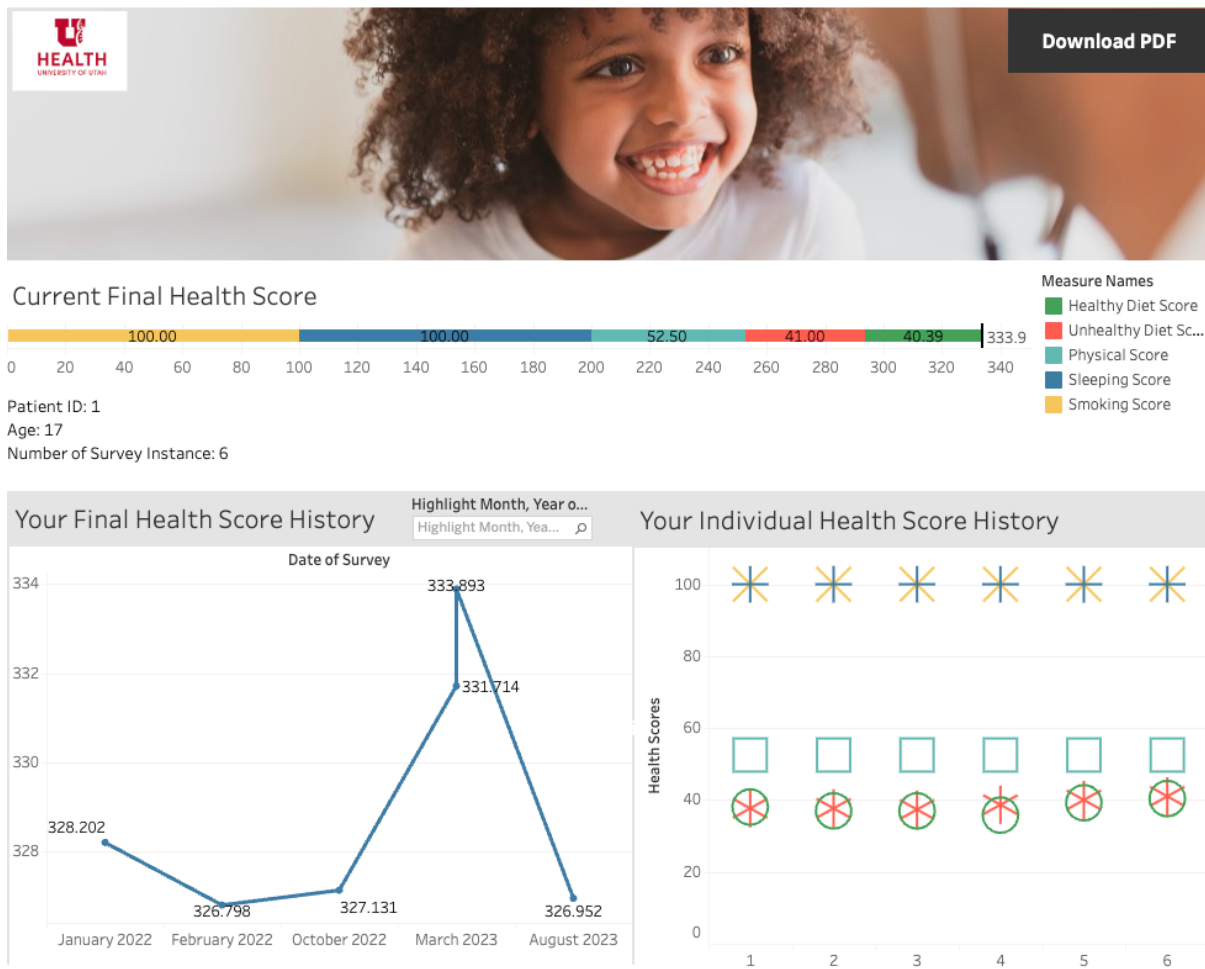 U
HEALTH
UNIVERSITY OF UTAH
Download PDF
Current Final Health Score
100.00 100.00 52.50 41.00 40.39 333.9
0 20 40 60 80 100 120 140 160 180 200 220 240 260 280 300 320 340
Measure Names
Healthy Diet Score
Unhealthy Diet Sc...
Physical Score
Sleeping Score
Smoking Score
Patient ID: 1
Age: 17
Number of Survey Instance: 6
Your Final Health Score History
Highlight Month, Year o...
Highlight Month, Yea...
Date of Survey
334
332
330
328
333.893
331.714
328.202
326.798
327.131
326.952
January 2022 February 2022 October 2022 March 2023 August 2023
Your Individual Health Score History
Health Scores
100
80
60
40
20
0
1 2 3 4 5 6